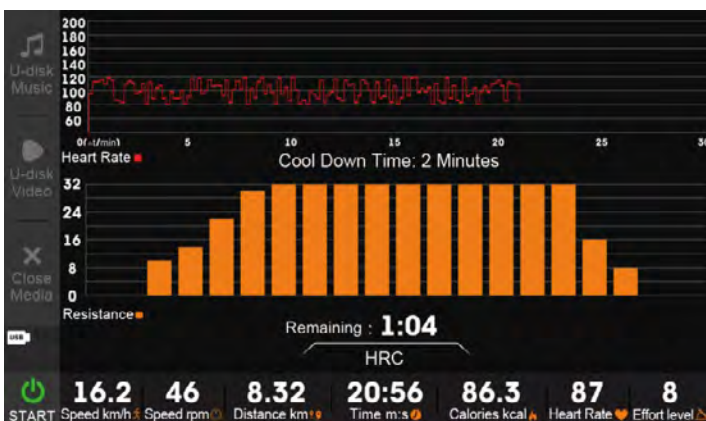 200
180
160
140
120
100
80
60
U-disk
Music
0(t/min) 5 10 15 20 25 30
Heart Rate
Cool Down Time: 2 Minutes
U-disk
Video
32
24
16
8
0
Close
Media
Resistance
USB
Remaining : 1:04
HRC
16.2 46 8.32 20:56 86.3 87 8
START Speed km/h Speed rpm Distance km Time m:s Calories kcal Heart Rate Effort level